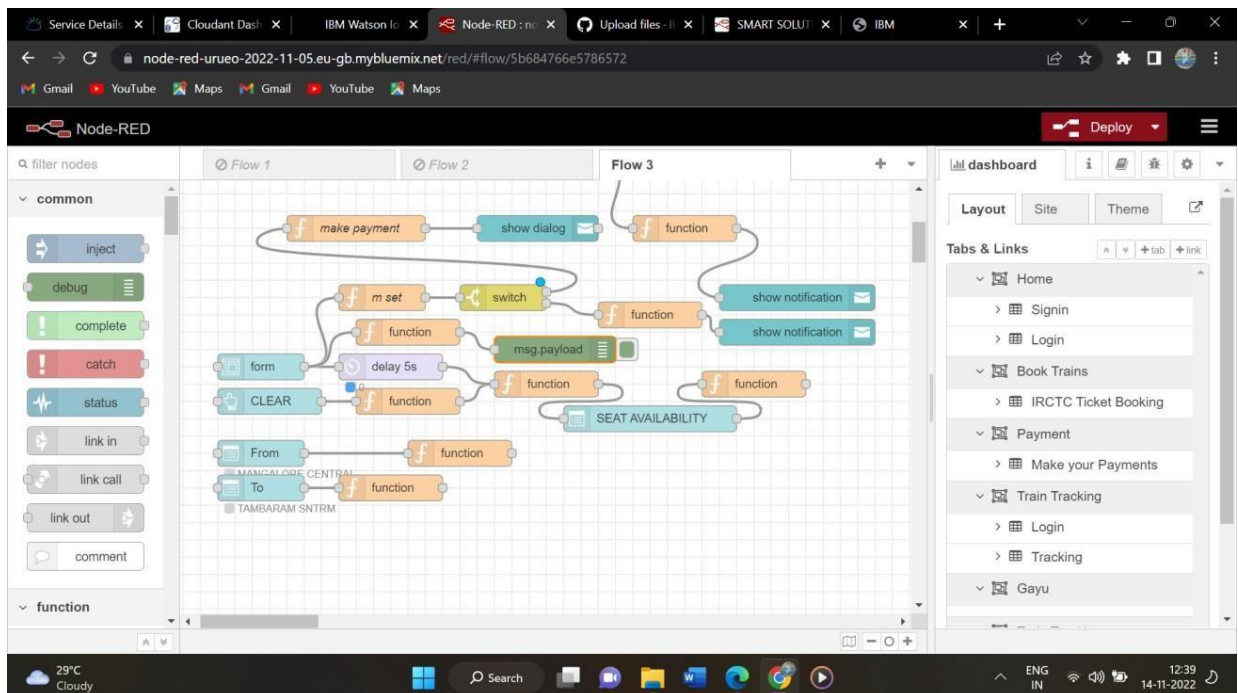 Service Details
Cloudant Dash
IBM Watson Io
Node-RED : no
Upload files - I
SMART SOLUT
IBM
node-red-urueo-2022-11-05.eu-gb.mybluemix.net/red/#flow/5b684766e5786572
Gmail YouTube Maps Gmail YouTube Maps
Node-RED
Deploy
filter nodes
Flow 1
Flow 2
Flow 3
dashboard
i
common
inject
debug
complete
catch
status
link in
link call
link out
comment
function
make payment
show dialog
function
m set
switch
show notification
function
function
show notification
msg.payload
form
delay 5s
0
function
function
CLEAR
function
SEAT AVAILABILITY
From
function
MANGALORE CENTRAL
To
function
TAMBARAM SNTRM
Layout
Site
Theme
Tabs & Links
+tab
+link
Home
Signin
Login
Book Trains
IRCTC Ticket Booking
Payment
Make your Payments
Train Tracking
Login
Tracking
Gayu
29°C
Cloudy
Search
ENG
IN
12:39
14-11-2022